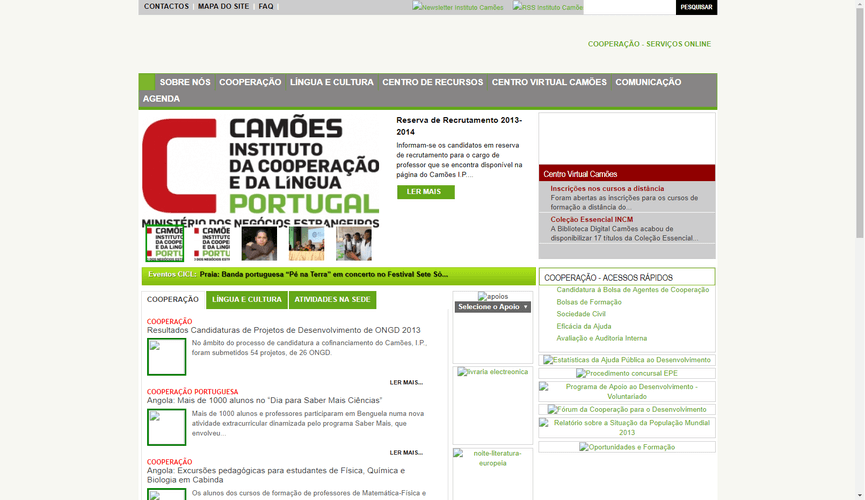 CONTACTOS | MAPA DO SITE | FAQ |
Newsletter Instituto Camões
RSS Instituto Camões
PESQUISAR
COOPERAÇÃO - SERVIÇOS ONLINE
SOBRE NÓS COOPERAÇÃO LÍNGUA E CULTURA CENTRO DE RECURSOS CENTRO VIRTUAL CAMÕES COMUNICAÇÃO
AGENDA
CAMÕES
INSTITUTO
DA COOPERAÇÃO
E DA LÍNGUA
PORTUGAL
MINISTÉRIO DOS NEGÓCIOS ESTRANGEIROS
Reserva de Recrutamento 2013-
2014
Informam-se os candidatos em reserva
de recrutamento para o cargo de
professor que se encontra disponível na
página do Camões I.P....
LER MAIS
Centro Virtual Camões
Inscrições nos cursos a distância
Foram abertas as inscrições para os cursos de
formação a distância do...
Coleção Essencial INCM
A Biblioteca Digital Camões acabou de
disponibilizar 17 títulos da Coleção Essencial...
Eventos CICL: Praia: Banda portuguesa “Pé na Terra” em concerto no Festival Sete Só...
COOPERAÇÃO LÍNGUA E CULTURA ATIVIDADES NA SEDE
COOPERAÇÃO
Resultados Candidaturas de Projetos de Desenvolvimento de ONGD 2013
No âmbito do processo de candidatura a cofinanciamento do Camões, I.P.,
foram submetidos 54 projetos, de 26 ONGD.
LER MAIS...
COOPERAÇÃO PORTUGUESA
Angola: Mais de 1000 alunos no “Dia para Saber Mais Ciências”
Mais de 1000 alunos e professores participaram em Benguela numa nova
atividade extracurricular dinamizada pelo programa Saber Mais, que
envolveu...
LER MAIS...
COOPERAÇÃO
Angola: Excursões pedagógicas para estudantes de Física, Química e
Biologia em Cabinda
Os alunos dos cursos de formação de professores de Matemática-Física e
apoios
Selecione o Apoio
livraria electreonica
noite-literatura-
europeia
COOPERAÇÃO - ACESSOS RÁPIDOS
Candidatura à Bolsa de Agentes de Cooperação
Bolsas de Formação
Sociedade Civil
Eficácia da Ajuda
Avaliação e Auditoria Interna
Estatísticas da Ajuda Pública ao Desenvolvimento
Procedimento concursal EPE
Programa de Apoio ao Desenvolvimento -
Voluntariado
Fórum da Cooperação para o Desenvolvimento
Relatório sobre a Situação da População Mundial
2013
Oportunidades e Formação